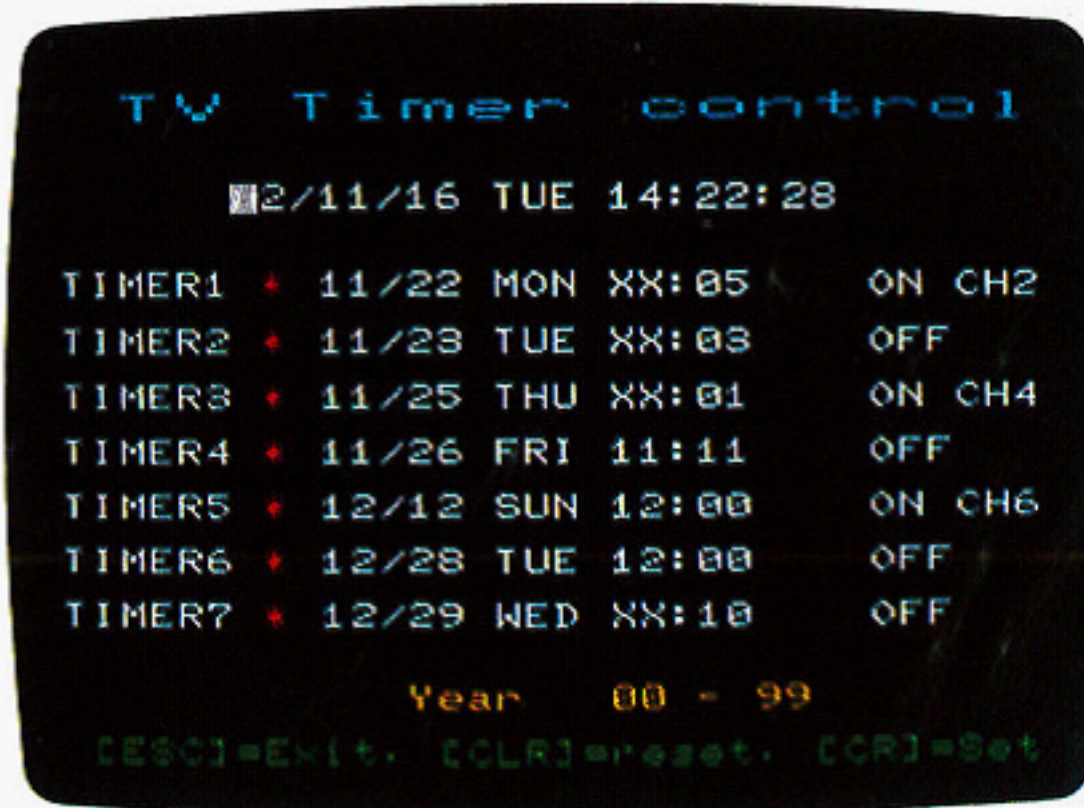 TV Timer control
2/11/16 TUE 14:22:28
TIMER1 * 11/22 MON XX:05 ON CH2
TIMER2 * 11/23 TUE XX:03 OFF
TIMER3 * 11/25 THU XX:01 ON CH4
TIMER4 * 11/26 FRI 11:11 OFF
TIMER5 * 12/12 SUN 12:00 ON CH6
TIMER6 * 12/28 TUE 12:00 OFF
TIMER7 * 12/29 WED XX:10 OFF
Year 00 - 99
[ESC]=Exit. [CLR]=reset. [CR]=Set